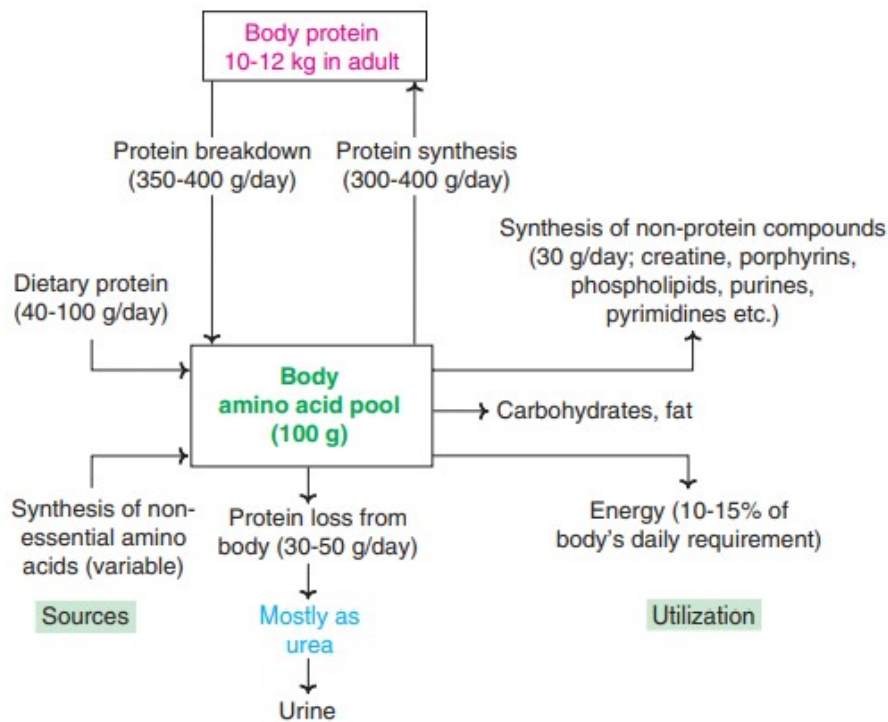 Body protein
10-12 kg in adult
Protein breakdown
(350-400 g/day)
Protein synthesis
(300-400 g/day)
Synthesis of non-protein compounds
(30 g/day; creatine, porphyrins,
phospholipids, purines,
pyrimidines etc.)
Dietary protein
(40-100 g/day)
Body
amino acid pool
(100 g)
Carbohydrates, fat
Synthesis of non-
essential amino
acids (variable)
Protein loss from
body (30-50 g/day)
Energy (10-15% of
body's daily requirement)
Sources
Mostly as
urea
Utilization
Urine